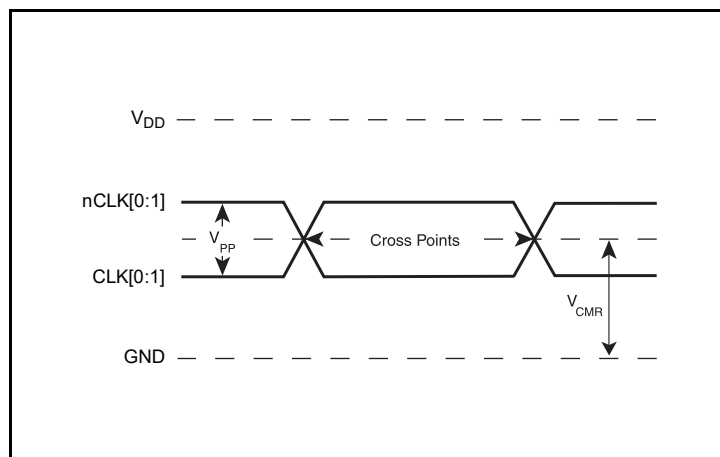 VDD
nCLK[0:1]
VPP
Cross Points
CLK[0:1]
VCMR
GND